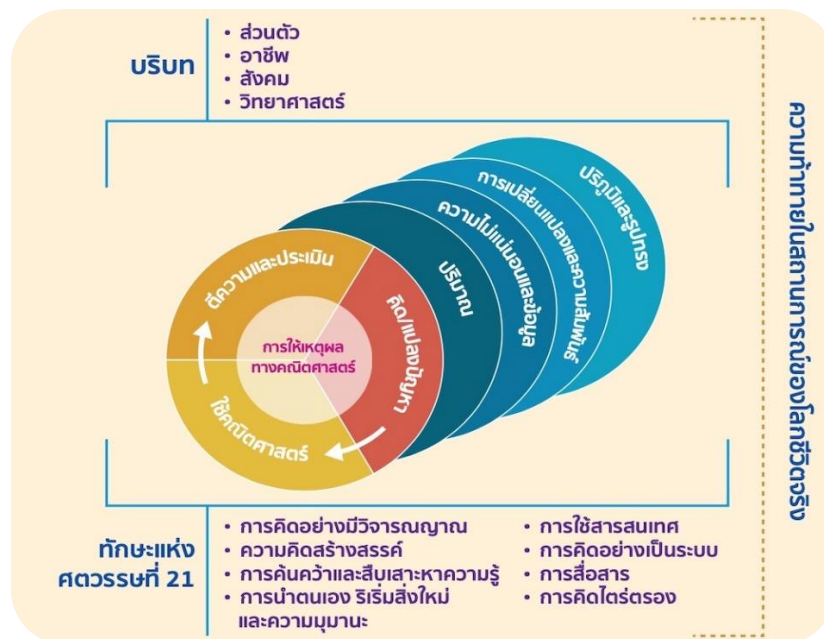 บริบท
• ส่วนตัว
• อาชีพ
• สังคม
• วิทยาศาสตร์
ปริภูมิและรูปทรง
การเปลี่ยนแปลงและความสัมพันธ์
ความไม่แน่นอนและข้อมูล
ปริมาณ
คิด/แปลงปัญหา
ตีความและประเมิน
ใช้คณิตศาสตร์
การให้เหตุผล
ทางคณิตศาสตร์
ความท้าทายในสถานการณ์ของโลกชีวิตจริง
ทักษะแห่ง
ศตวรรษที่ 21
• การคิดอย่างมีวิจารณญาณ
• ความคิดสร้างสรรค์
• การค้นคว้าและสืบเสาะหาความรู้
• การนำตนเอง ริเริ่มสิ่งใหม่
และความมุมานะ
• การใช้สารสนเทศ
• การคิดอย่างเป็นระบบ
• การสื่อสาร
• การคิดไตร่ตรอง